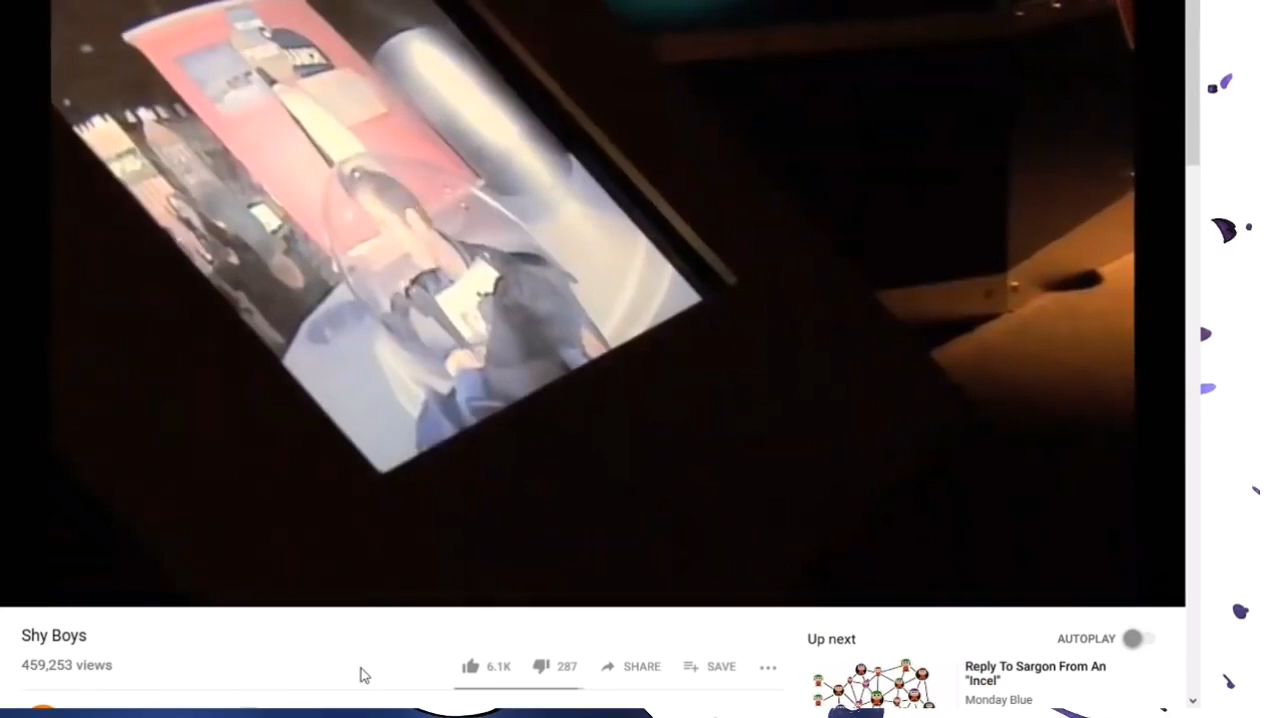 Shy Boys
459,253 views
6.1K
287
SHARE
SAVE
Up next
AUTOPLAY
Reply To Sargon From An
"Incel"
Monday Blue